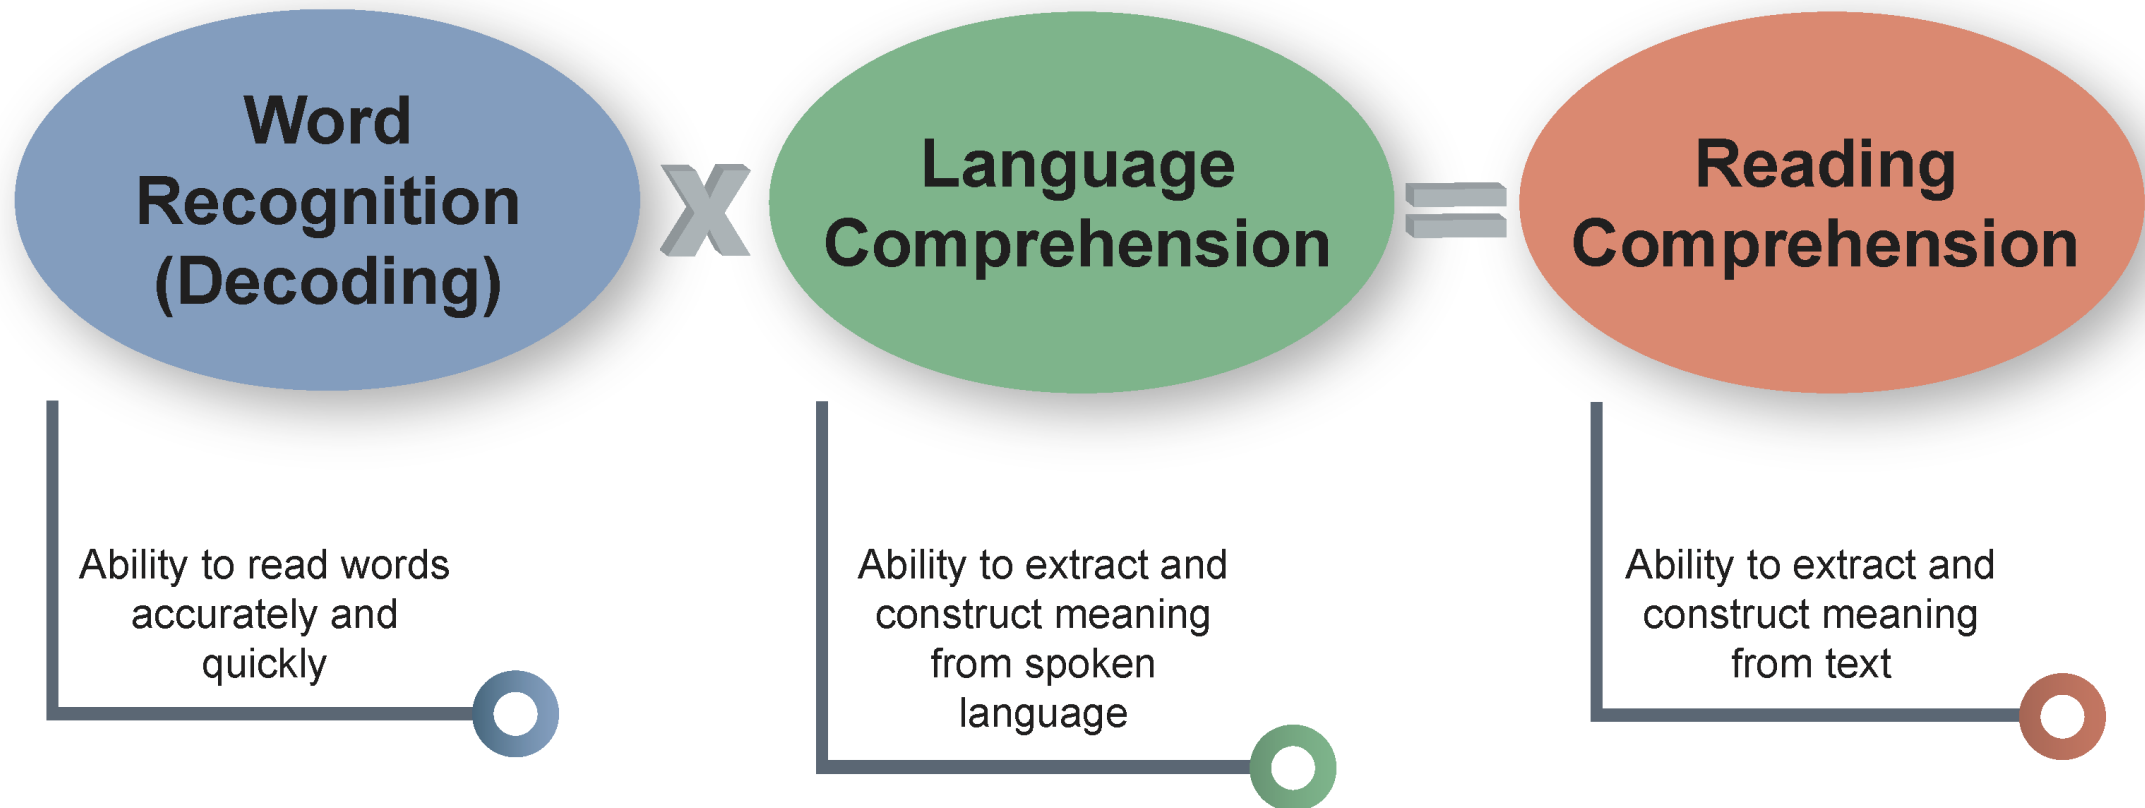 Word
Recognition
(Decoding)
x
Language
Comprehension
=
Reading
Comprehension
Ability to read words
accurately and
quickly
Ability to extract and
construct meaning
from spoken
language
Ability to extract and
construct meaning
from text